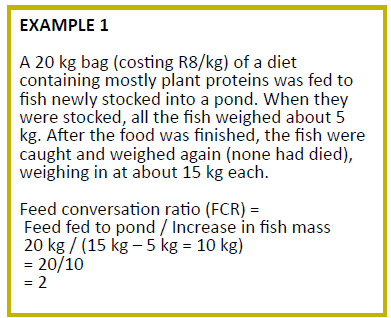 EXAMPLE 1
A 20 kg bag (costing R8/kg) of a diet
containing mostly plant proteins was fed to
fish newly stocked into a pond. When they
were stocked, all the fish weighed about 5
kg. After the food was finished, the fish were
caught and weighed again (none had died),
weighing in at about 15 kg each.
Feed conversation ratio (FCR) =
Feed fed to pond / Increase in fish mass
20 kg / (15 kg – 5 kg = 10 kg)
= 20/10
= 2